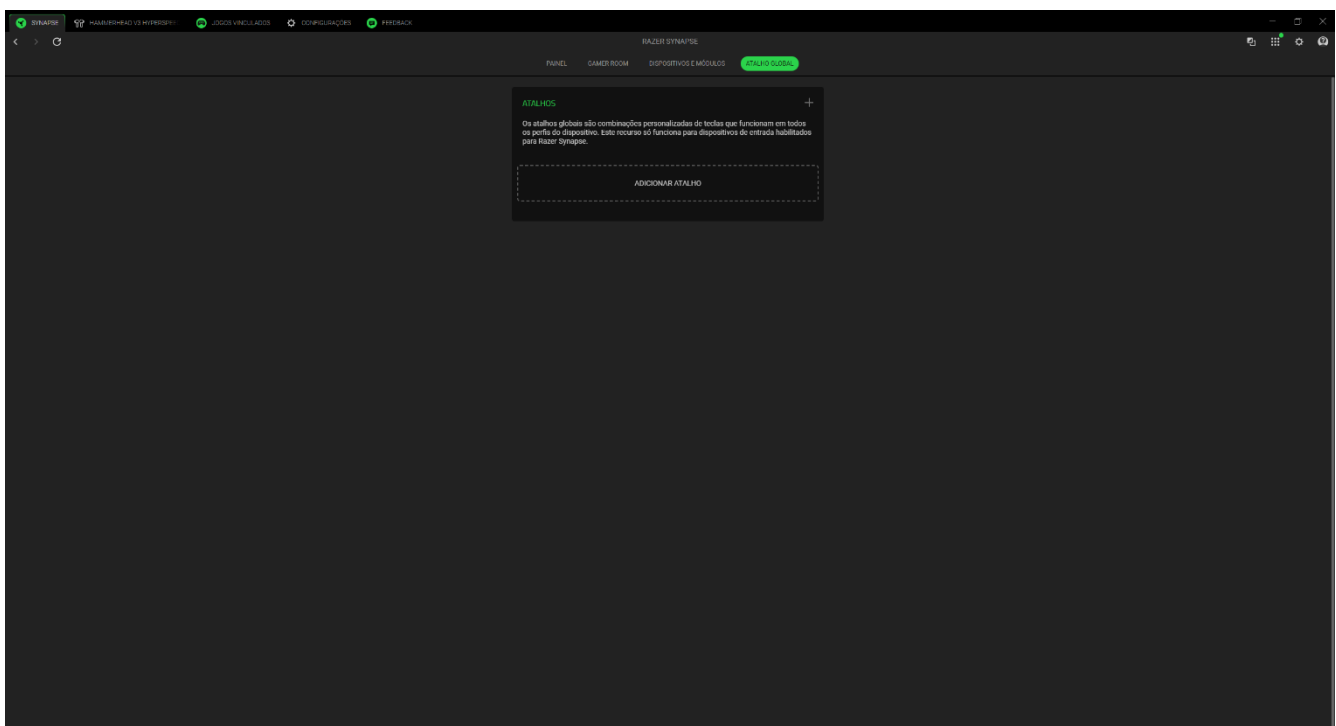 SYNAPSE
HAMMERHEAD V3 HYPERSPEE
JOGOS VINCULADOS
CONFIGURAÇÕES
FEEDBACK
RAZER SYNAPSE
PAINEL
GAMER ROOM
DISPOSITIVOS E MÓDULOS
ATALHO GLOBAL
ATALHOS
Os atalhos globais são combinações personalizadas de teclas que funcionam em todos
os perfis do dispositivo. Este recurso só funciona para dispositivos de entrada habilitados
para Razer Synapse.
ADICIONAR ATALHO